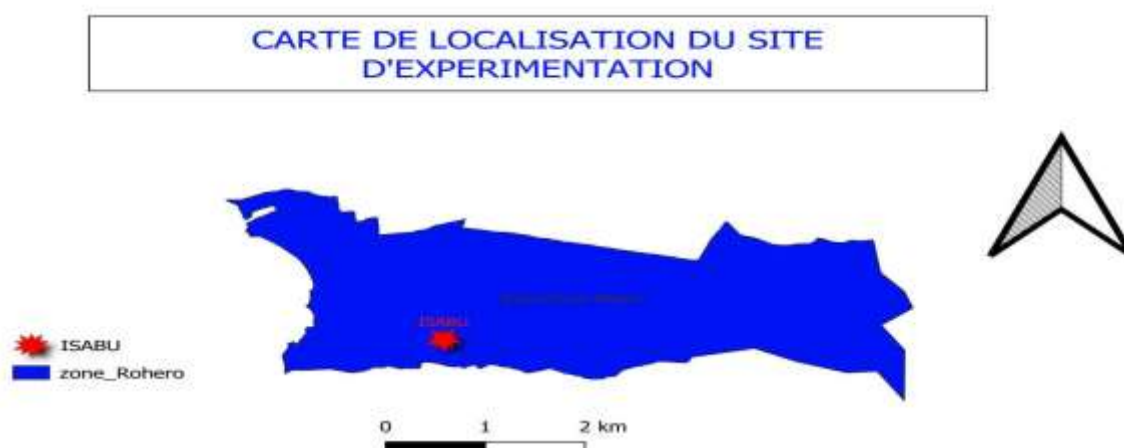 CARTE DE LOCALISATION DU SITE
D'EXPERIMENTATION
ISABU
ISABU
zone_Rohero
0 1 2 km